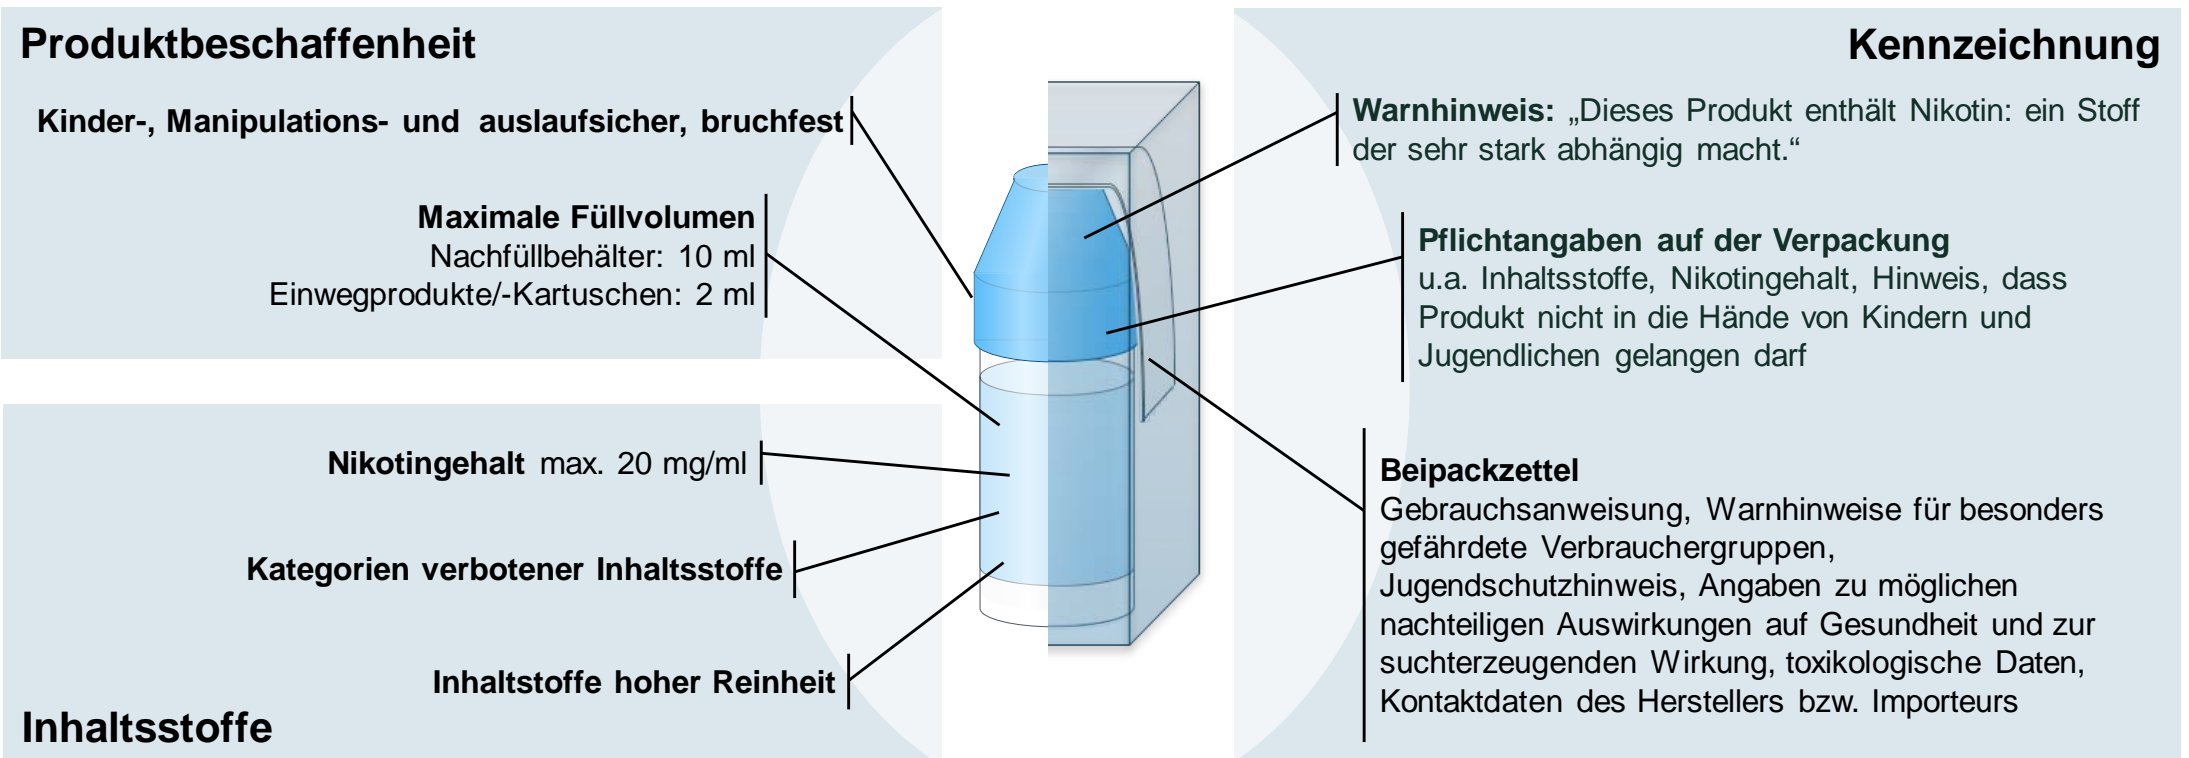 Produktbeschaffenheit
Kinder-, Manipulations- und auslaufsicher, bruchfest
Maximale Füllvolumen
Nachfüllbehälter: 10 ml
Einwegprodukte/-Kartuschen: 2 ml
Nikotingehalt max. 20 mg/ml
Kategorien verbotener Inhaltsstoffe
Inhaltstoffe hoher Reinheit
Inhaltsstoffe
Kennzeichnung
Warnhinweis: „Dieses Produkt enthält Nikotin: ein Stoff
der sehr stark abhängig macht.“
Pflichtangaben auf der Verpackung
u.a. Inhaltsstoffe, Nikotingehalt, Hinweis, dass
Produkt nicht in die Hände von Kindern und
Jugendlichen gelangen darf
Beipackzettel
Gebrauchsanweisung, Warnhinweise für besonders
gefährdete Verbrauchergruppen,
Jugendschutzhinweis, Angaben zu möglichen
nachteiligen Auswirkungen auf Gesundheit und zur
suchterzeugenden Wirkung, toxikologische Daten,
Kontaktdaten des Herstellers bzw. Importeurs